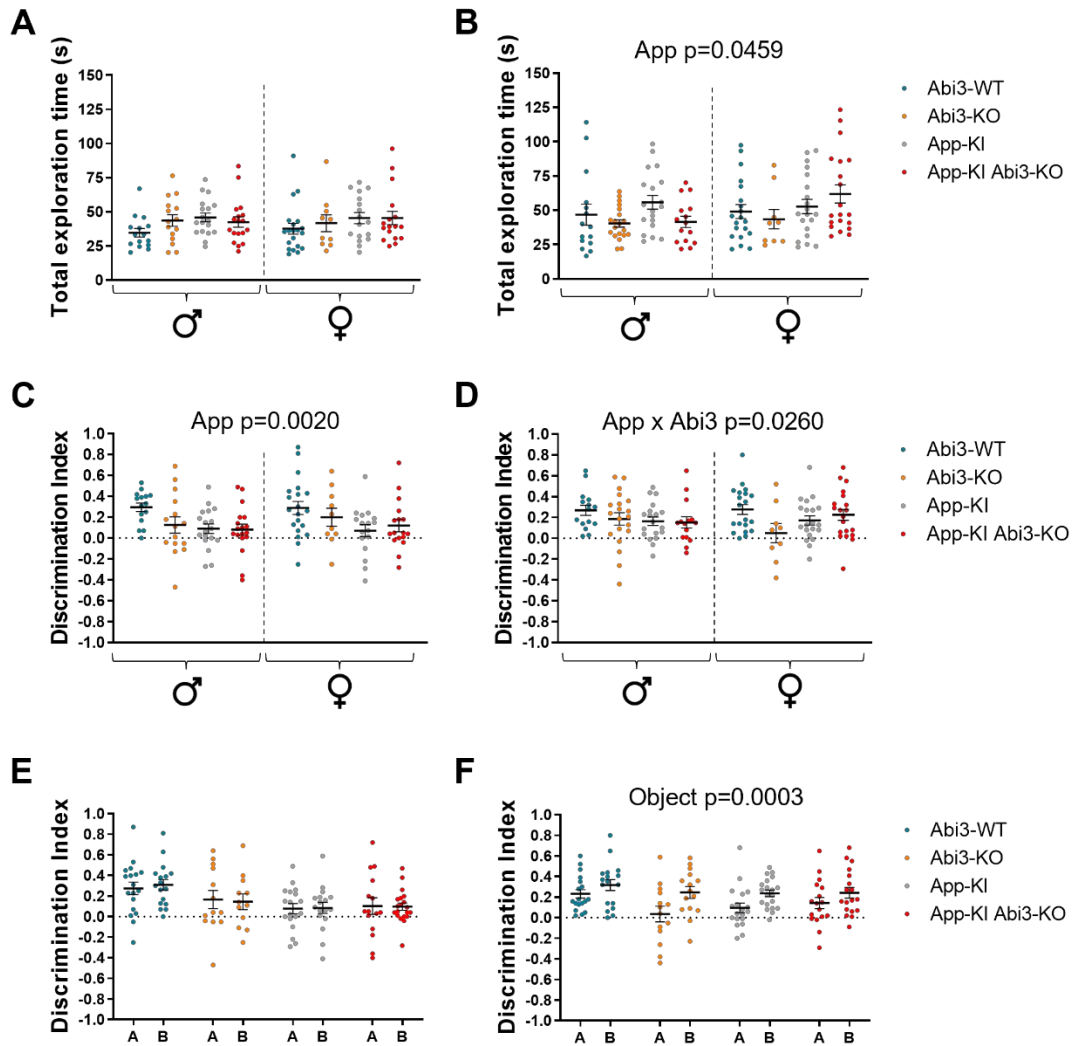 A
Total exploration time (s)
150
125
100
75
50
25
0
♂
♀
B
App p=0.0459
Total exploration time (s)
150
125
100
75
50
25
0
♂
♀
Abi3-WT
Abi3-KO
App-KI
App-KI Abi3-KO
C
App p=0.0020
Discrimination Index
1.0
0.8
0.6
0.4
0.2
0.0
-0.2
-0.4
-0.6
-0.8
-1.0
♂
♀
D
App x Abi3 p=0.0260
Discrimination Index
1.0
0.8
0.6
0.4
0.2
0.0
-0.2
-0.4
-0.6
-0.8
-1.0
♂
♀
Abi3-WT
Abi3-KO
App-KI
App-KI Abi3-KO
E
Discrimination Index
1.0
0.8
0.6
0.4
0.2
0.0
-0.2
-0.4
-0.6
-0.8
-1.0
A B A B A B A B
F
Object p=0.0003
Discrimination Index
1.0
0.8
0.6
0.4
0.2
0.0
-0.2
-0.4
-0.6
-0.8
-1.0
A B A B A B A B
Abi3-WT
Abi3-KO
App-KI
App-KI Abi3-KO